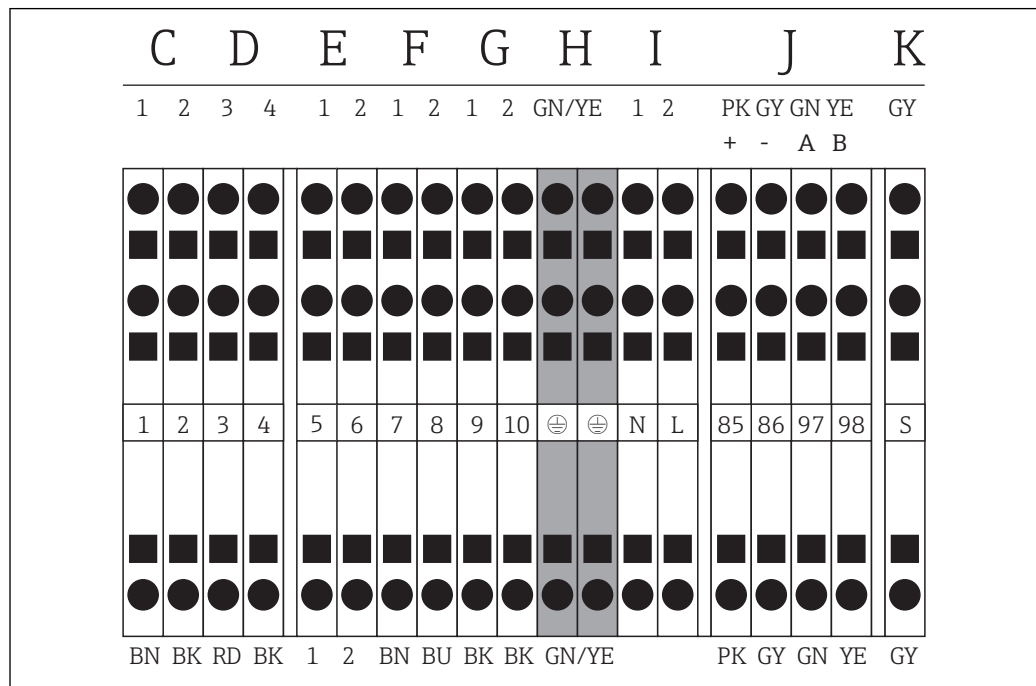 C D E F G H I J K
1 2 3 4 1 2 1 2 1 2 GN/YE 1 2 PK GY GN YE GY
+ - A B
1 2 3 4 5 6 7 8 9 10 ⏚ ⏚ N L 85 86 97 98 S
BN BK RD BK 1 2 BN BU BK BK GN/YE PK GY GN YE GY